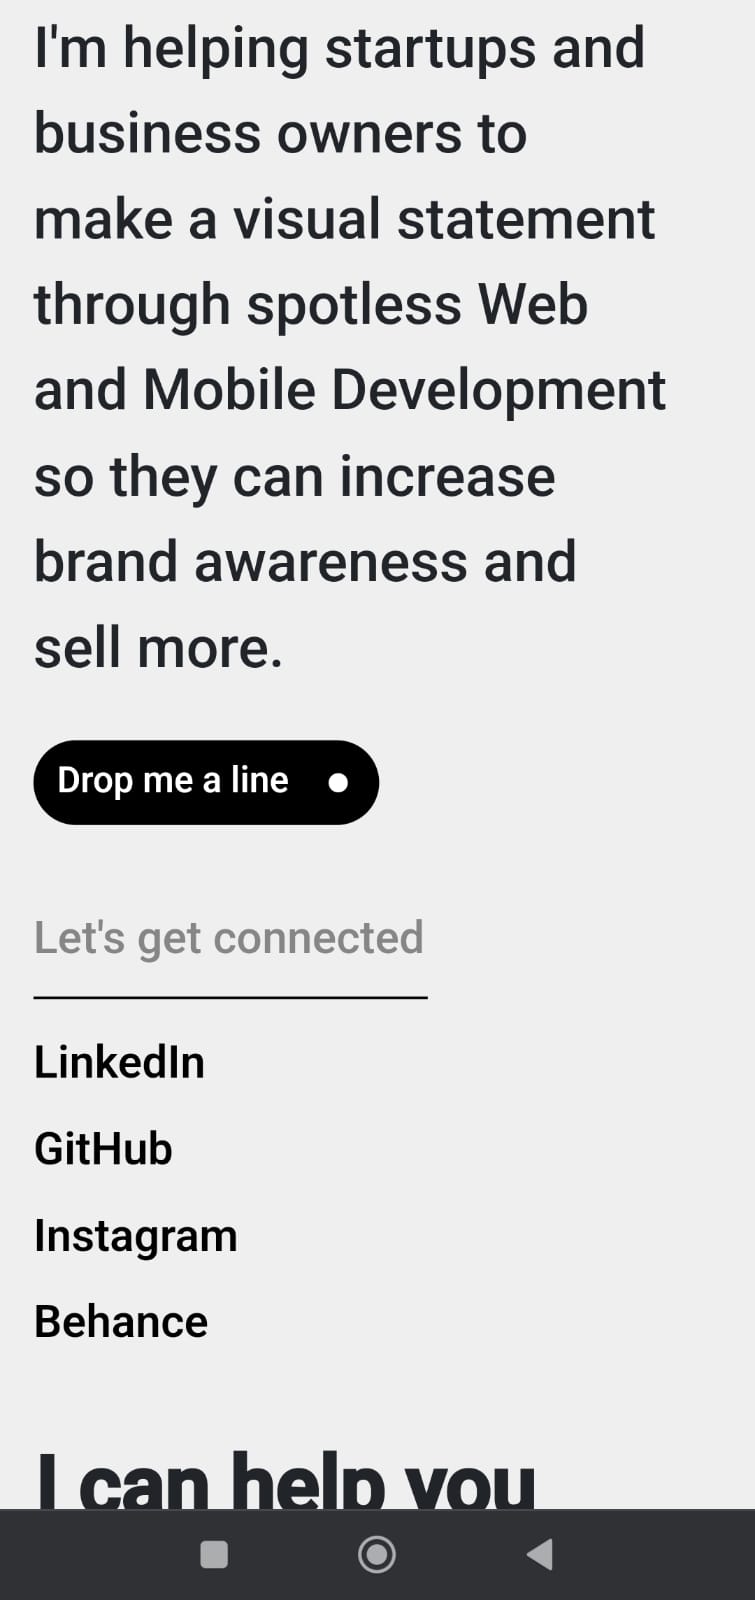 I'm helping startups and
business owners to
make a visual statement
through spotless Web
and Mobile Development
so they can increase
brand awareness and
sell more.
Drop me a line
Let's get connected
LinkedIn
GitHub
Instagram
Behance
I can help you